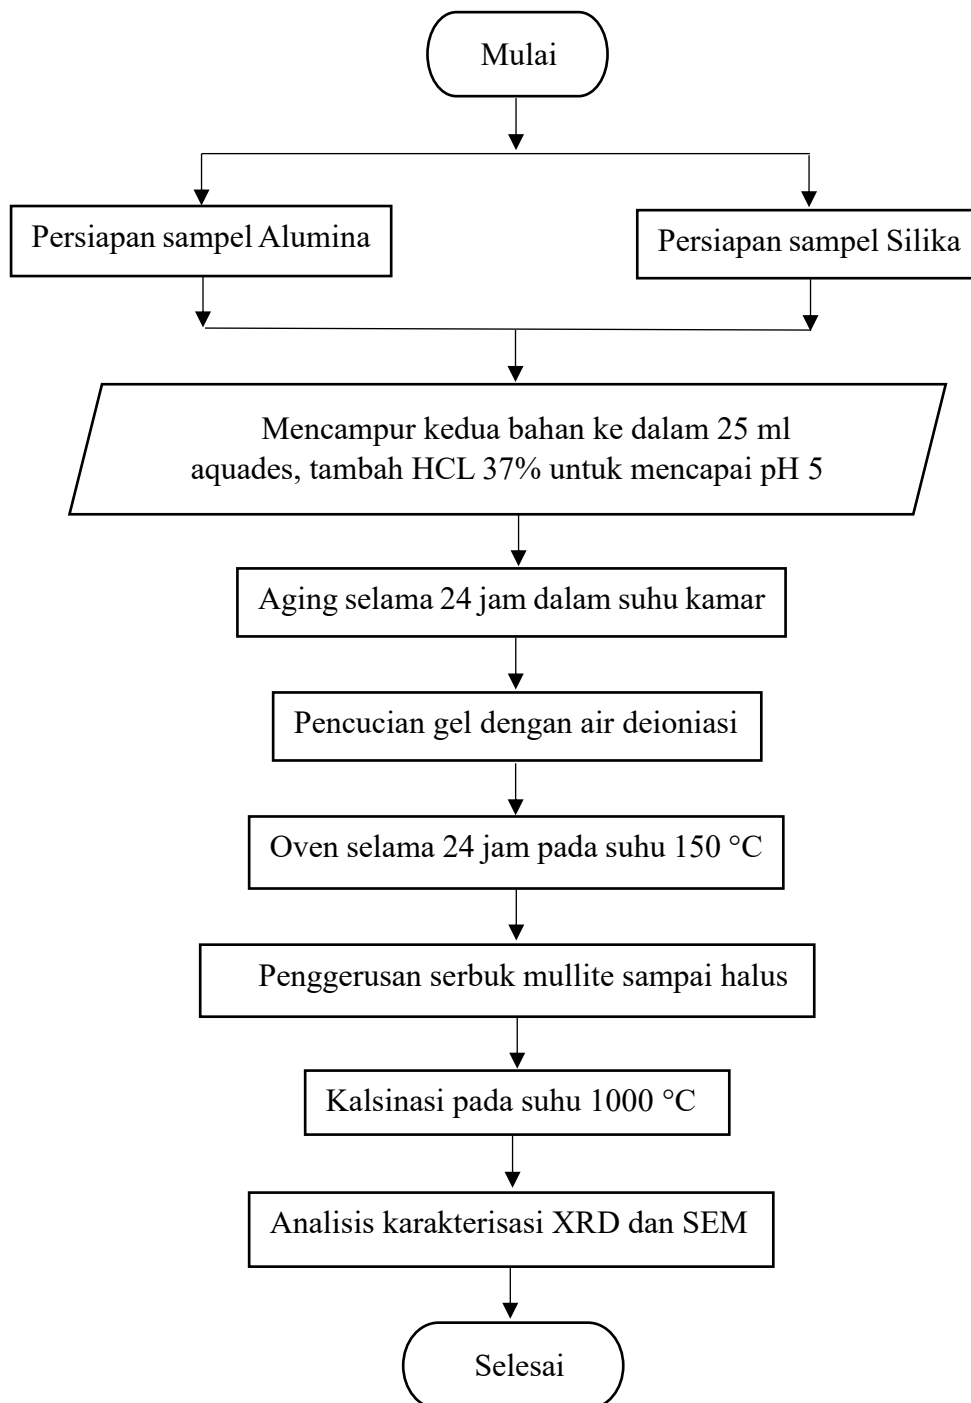 Mulai
Persiapan sampel Alumina
Persiapan sampel Silika
Mencampur kedua bahan ke dalam 25 ml
aquades, tambah HCL 37% untuk mencapai pH 5
Aging selama 24 jam dalam suhu kamar
Pencucian gel dengan air deioniasi
Oven selama 24 jam pada suhu 150 °C
Penggerusan serbuk mullite sampai halus
Kalsinasi pada suhu 1000 °C
Analisis karakterisasi XRD dan SEM
Selesai